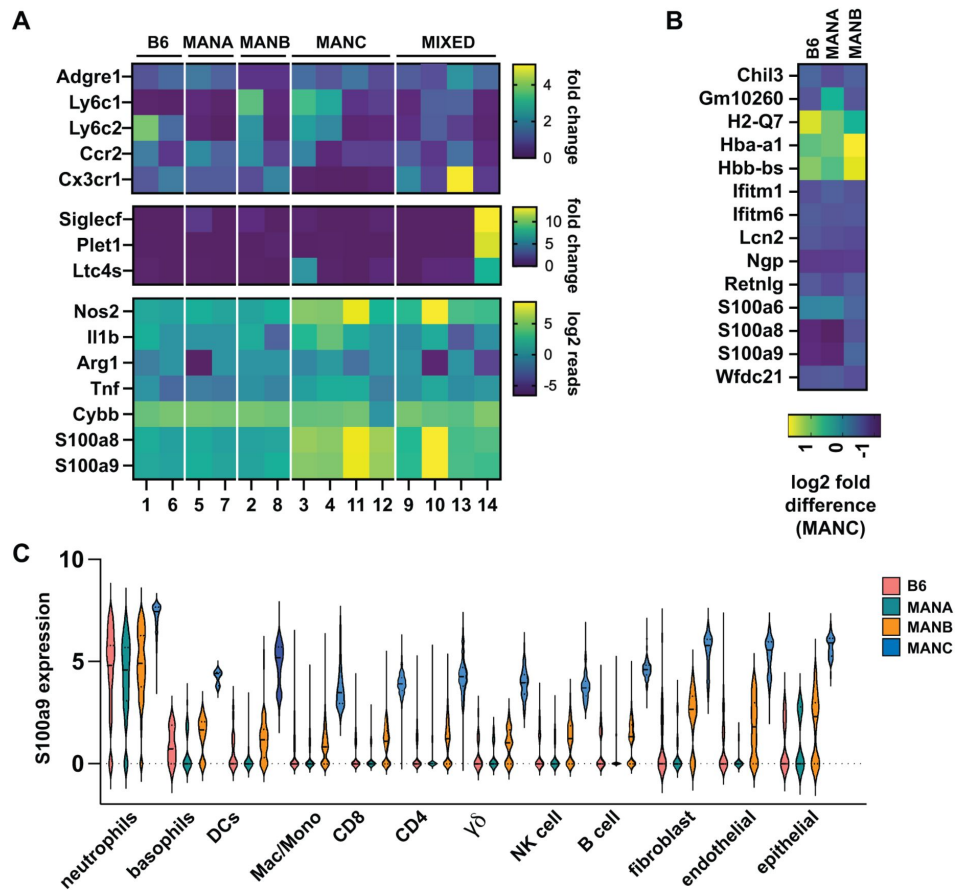 A
B6 MANA MANB MANC MIXED
Adgre1
Ly6c1
Ly6c2
Ccr2
Cx3cr1
4
2
0
fold change
Siglecf
Plet1
Ltc4s
10
5
0
fold change
Nos2
Il1b
Arg1
Tnf
Cybb
S100a8
S100a9
5
0
-5
log2 reads
1 6 5 7 2 8 3 4 11 12 9 10 13 14
B
B6 MANA MANB
Chil3
Gm10260
H2-Q7
Hba-a1
Hbb-bs
Ifitm1
Ifitm6
Lcn2
Ngp
Retnlg
S100a6
S100a8
S100a9
Wfdc21
1 0 -1
log2 fold
difference
(MANC)
C
S100a9 expression
10
5
0
neutrophils basophils DCs Mac/Mono CD8 CD4 γδ NK cell B cell fibroblast endothelial epithelial
B6
MANA
MANB
MANC